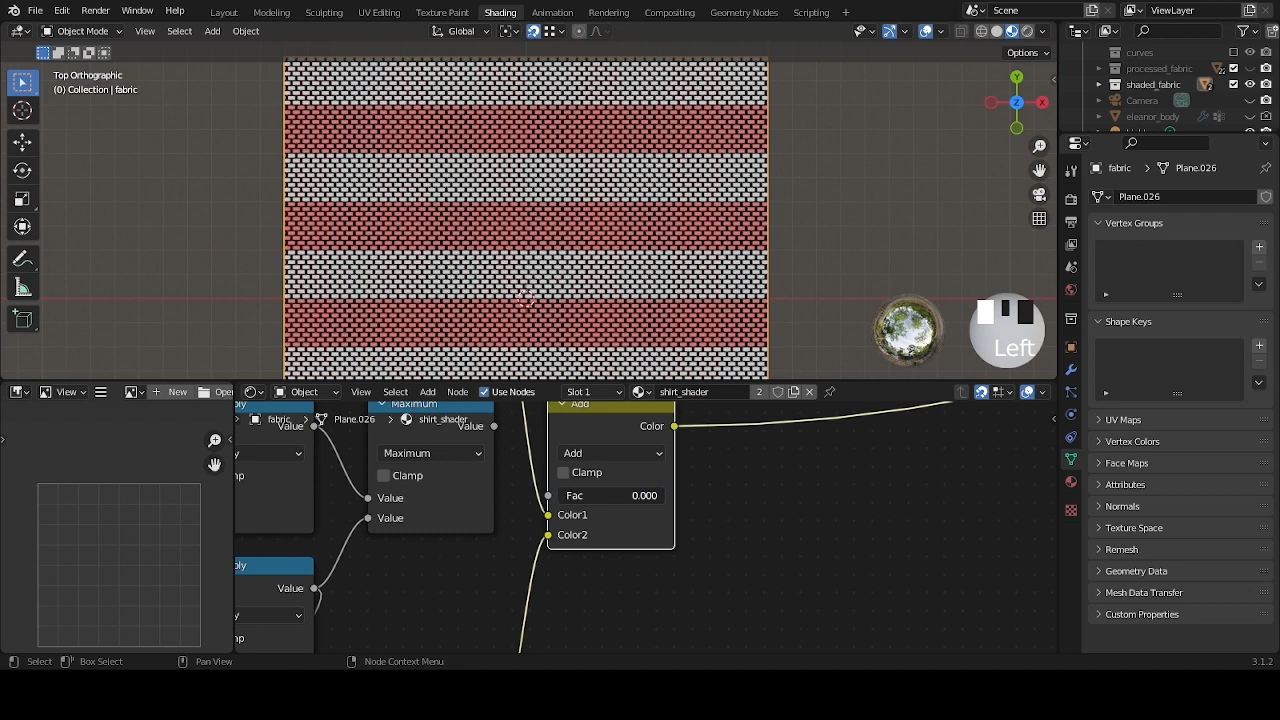 File Edit Render Window Help Layout Modeling Sculpting UV Editing Texture Paint Shading Animation Rendering Compositing Geometry Nodes Scripting + Scene ViewLayer
Object Mode View Select Add Object Global Options
Top Orthographic
(0) Collection | fabric
Y
X
Z
Left
curves
processed_fabric
shaded_fabric
Camera
eleanor_body
fabric Plane.026
Plane.026
Vertex Groups
Shape Keys
UV Maps
Vertex Colors
Face Maps
Attributes
Normals
Texture Space
Remesh
Geometry Data
Metadata Transfer
Custom Properties
View New Open Object View Select Add Node Use Nodes Slot 1 shirt_shader 2
fabric Plane.026 shirt_shader
Value
Maximum
Value
Maximum
Clamp
Value
Value
Add
Color
Add
Clamp
Fac 0.000
Color1
Color2
Value
Select Box Select Pan View Node Context Menu 3.1.2